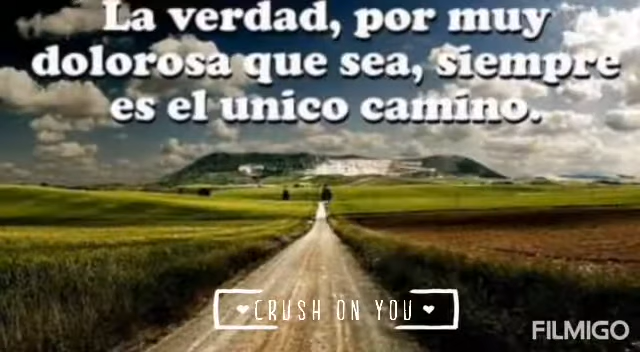 La verdad, por muy
dolorosa que sea, siempre
es el unico camino.
CRUSH ON YOU
FILMIGO